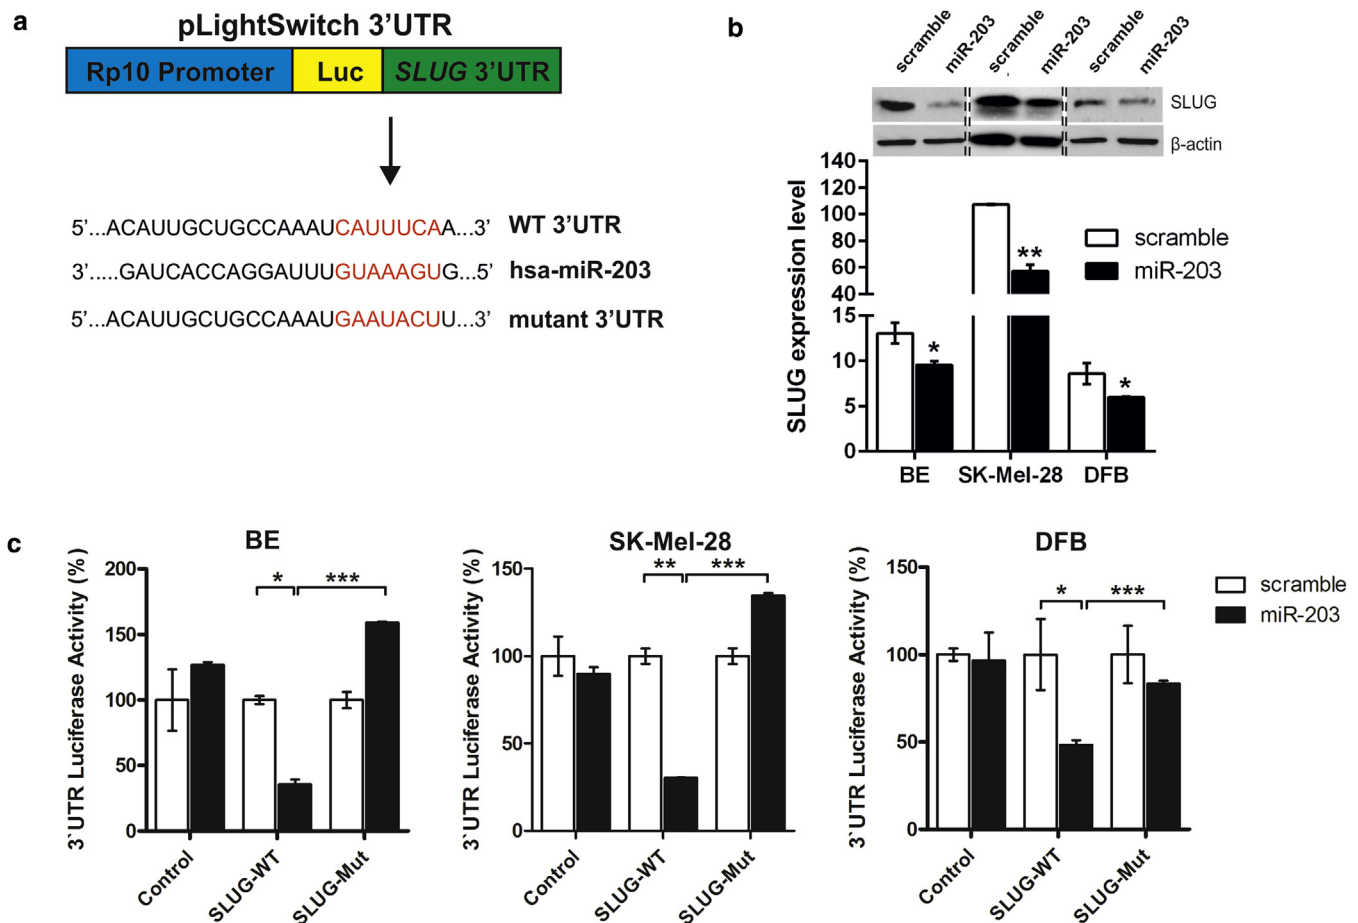 a
pLightSwitch 3’UTR
Rp10 Promoter Luc SLUG 3’UTR
5’...ACAUUGCUGCCAAAUCAUUUCAA...3’ WT 3’UTR
3’.....GAUCACCAGGAUUUGUAAAGUG...5’ hsa-miR-203
5’...ACAUUGCUGCCAAAUGAAUACUU...3’ mutant 3’UTR
b
scramble miR-203 scramble miR-203 scramble miR-203
SLUG
β-actin
SLUG expression level
140
120
100
80
60
40
15
10
5
0
* ** *
scramble
miR-203
BE SK-Mel-28 DFB
c
BE
3`UTR Luciferase Activity (%)
200
150
100
50
0
* ***
Control SLUG-WT SLUG-Mut
SK-Mel-28
3`UTR Luciferase Activity (%)
150
100
50
0
** ***
Control SLUG-WT SLUG-Mut
DFB
3`UTR Luciferase Activity (%)
150
100
50
0
* ***
Control SLUG-WT SLUG-Mut
scramble
miR-203